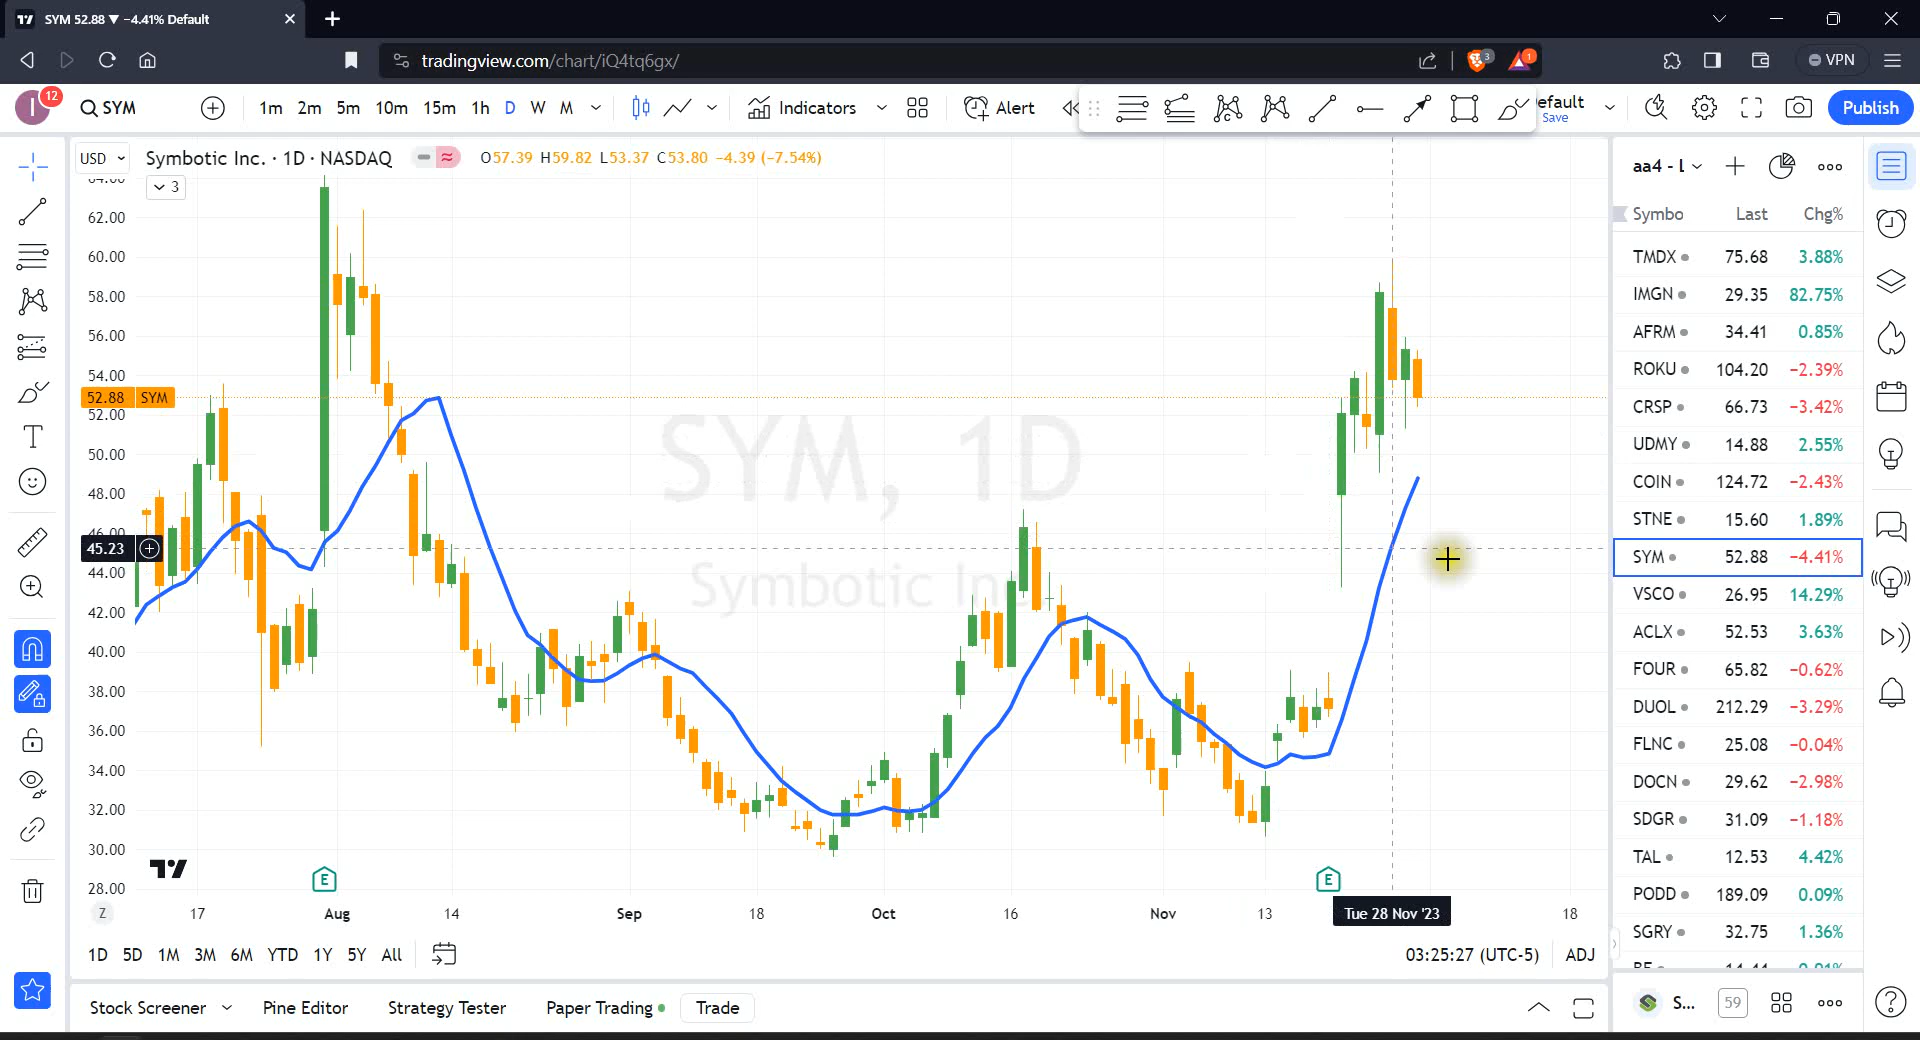 SYM 52.88 ▼ −4.41% Default
tradingview.com/chart/iQ4tq6gx/
3
1
VPN
I
12
SYM
1m 2m 5m 10m 15m 1h D W M
Indicators
Alert
efault
Save
Publish
USD
Symbotic Inc. · 1D · NASDAQ
O57.39 H59.82 L53.37 C53.80 −4.39 (−7.54%)
3
64.00
62.00
60.00
58.00
56.00
54.00
52.88 SYM
52.00
50.00
48.00
46.00
45.23
44.00
42.00
40.00
38.00
36.00
34.00
32.00
30.00
28.00
SYM, 1D
Symbotic Inc
E
E
Z
17 Aug 14 Sep 18 Oct 16 Nov 13 Tue 28 Nov '23 18
1D 5D 1M 3M 6M YTD 1Y 5Y All
03:25:27 (UTC-5) ADJ
Stock Screener Pine Editor Strategy Tester Paper Trading Trade
aa4 - L
Symbo Last Chg%
TMDX 75.68 3.88%
IMGN 29.35 82.75%
AFRM 34.41 0.85%
ROKU 104.20 −2.39%
CRSP 66.73 −3.42%
UDMY 14.88 2.55%
COIN 124.72 −2.43%
STNE 15.60 1.89%
SYM 52.88 −4.41%
VSCO 26.95 14.29%
ACLX 52.53 3.63%
FOUR 65.82 −0.62%
DUOL 212.29 −3.29%
FLNC 25.08 −0.04%
DOCN 29.62 −2.98%
SDGR 31.09 −1.18%
TAL 12.53 4.42%
PODD 189.09 0.09%
SGRY 32.75 1.36%
S... 59